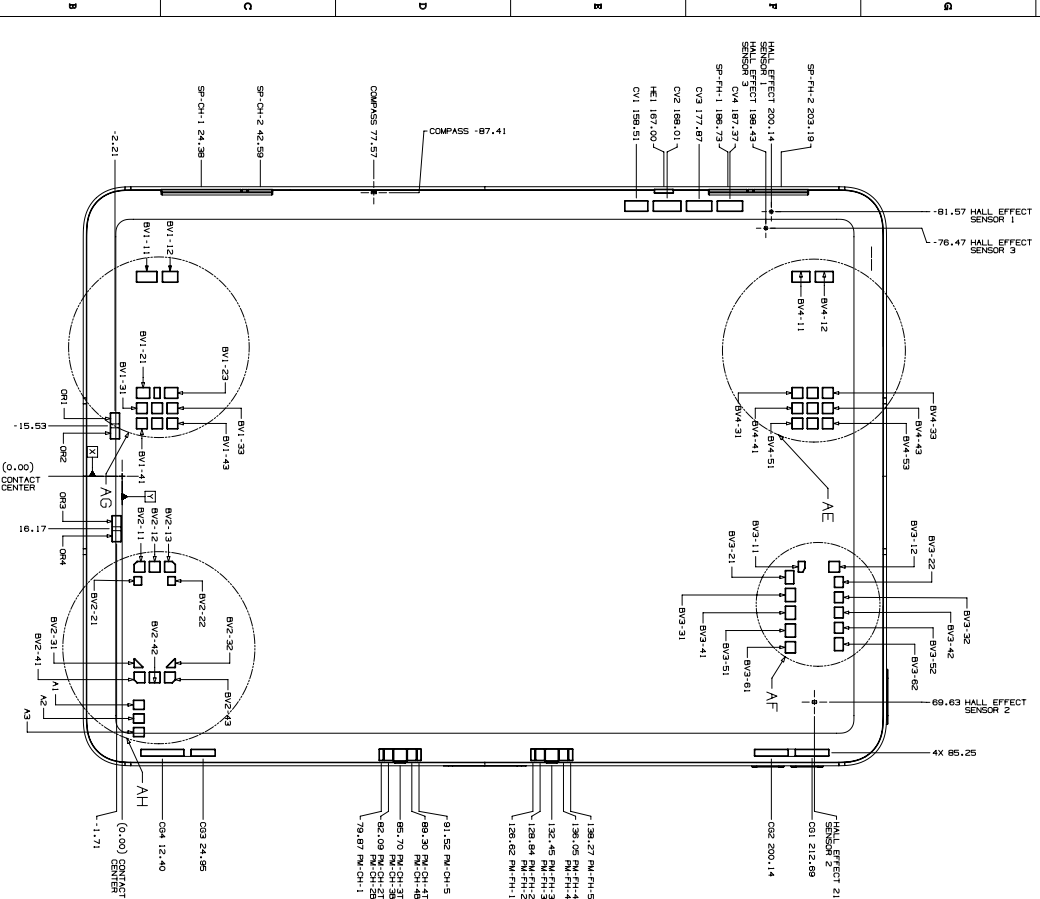 B
C
D
E
F
G
SP-CH-1 24.38
SP-CH-2 42.59
-2.21
COMPASS 77.57
COMPASS -87.41
CV1 158.51
HE1 167.00
CV2 168.01
CV3 177.87
SP-FH-1 186.73
CV4 187.37
HALL EFFECT 198.43
SENSOR 3
HALL EFFECT 200.14
SENSOR 1
SP-FH-2 203.19
-81.57 HALL EFFECT
SENSOR 1
-76.47 HALL EFFECT
SENSOR 3
BV1-11
BV1-12
BV1-21
BV1-23
BV1-31
BV1-33
BV1-41
BV1-43
BV4-11
BV4-12
BV4-31
BV4-33
BV4-41
BV4-43
BV4-51
BV4-53
OR1
-15.53
OR2
X
(0.00)
CONTACT
CENTER
Y
AG
AE
OR3
16.17
OR4
BV2-11
BV2-12
BV2-13
BV2-21
BV2-22
BV2-31
BV2-32
BV2-41
BV2-42
BV2-43
A1
A2
A3
AH
BV3-11
BV3-12
BV3-21
BV3-22
BV3-31
BV3-32
BV3-41
BV3-42
BV3-51
BV3-52
BV3-61
BV3-62
AF
69.63 HALL EFFECT
SENSOR 2
4X 85.25
-1.71
(0.00) CONTACT
CENTER
CG4 12.40
CG3 24.95
79.87 PM-CH-1
PM-CH-2B
82.09 PM-CH-2T
PM-CH-3B
85.70 PM-CH-3T
PM-CH-4B
89.30 PM-CH-4T
91.52 PM-CH-5
126.62 PM-FH-1
PM-FH-2
128.84 PM-FH-2
PM-FH-3
132.45 PM-FH-3
PM-FH-4
136.05 PM-FH-4
138.27 PM-FH-5
CG2 200.14
CG1 212.89
HALL EFFECT 21
SENSOR 2